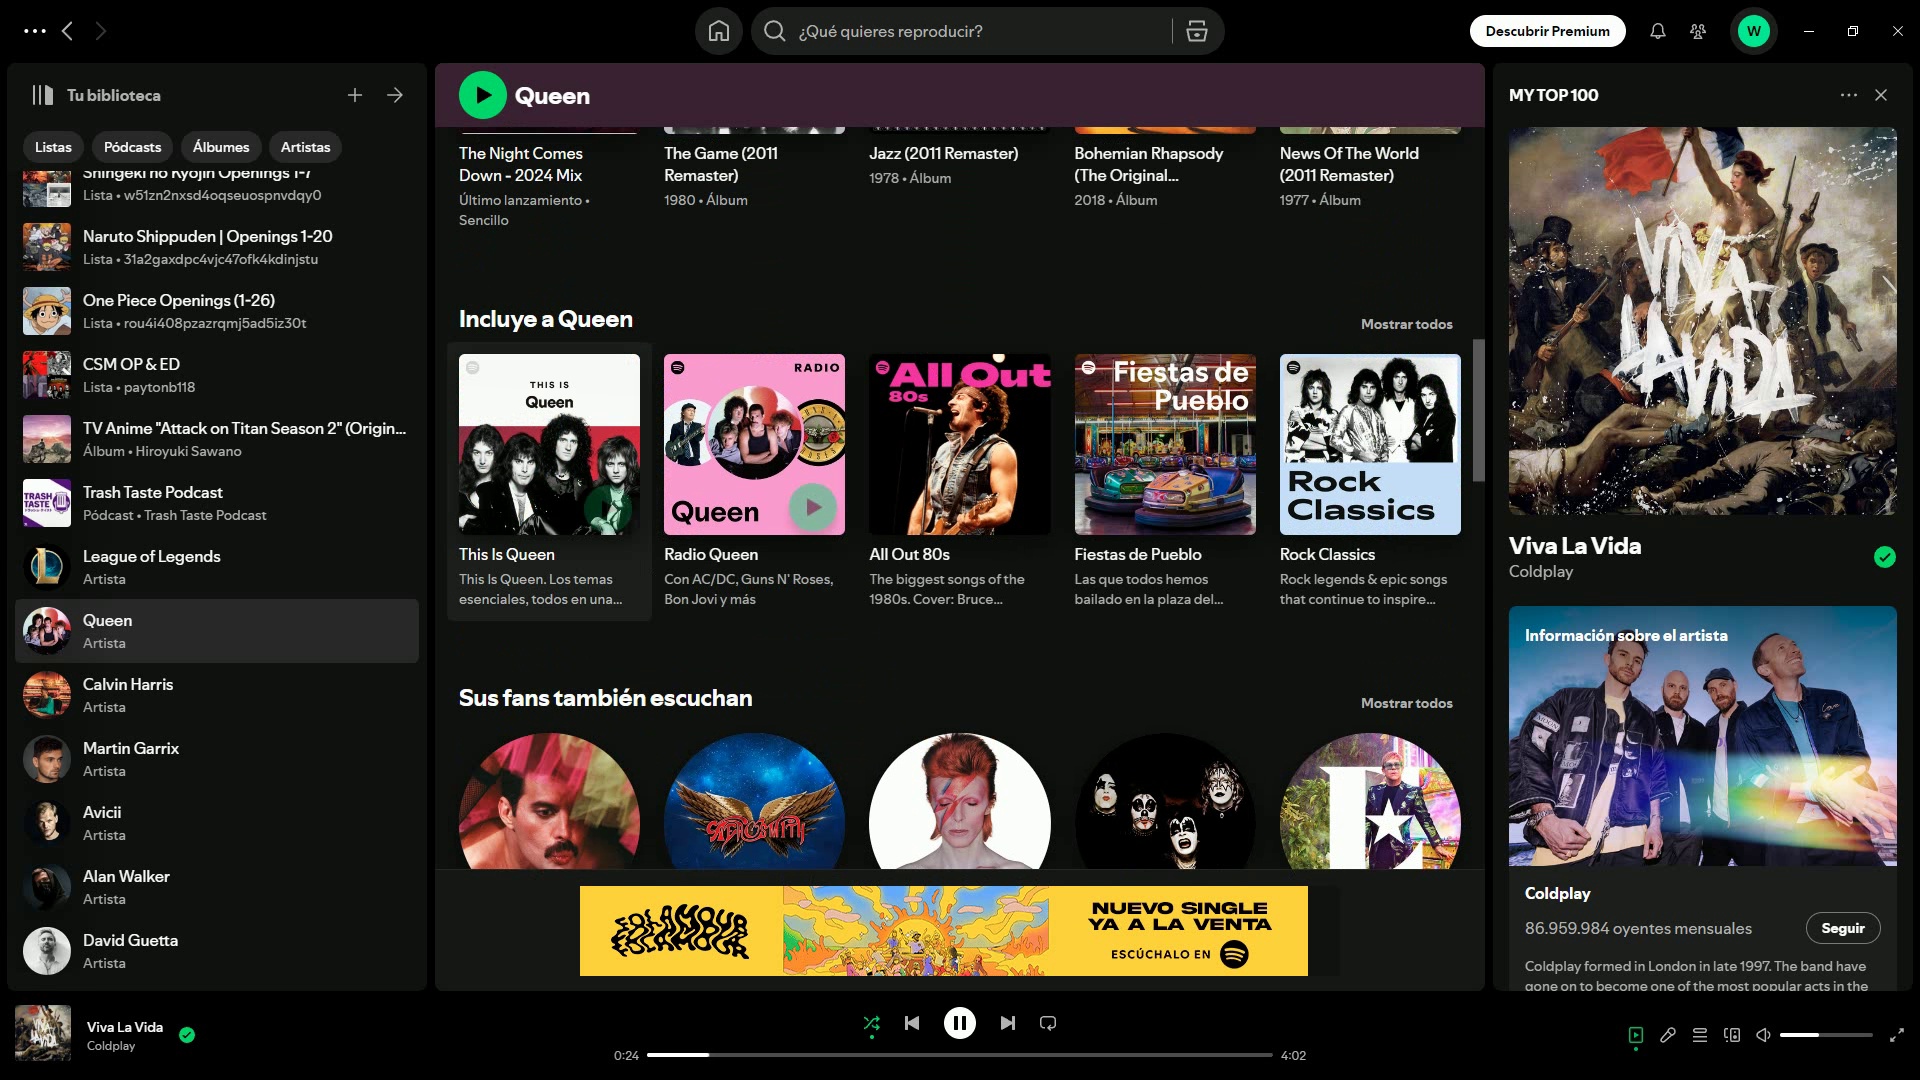 ¿Qué quieres reproducir?
Descubrir Premium
W
Tu biblioteca
Listas
Pódcasts
Álbumes
Artistas
Shingeki no Kyojin Openings 1-7
Lista • w51zn2nxsd4oqseuospnvdqy0
Naruto Shippuden | Openings 1-20
Lista • 31a2gaxdpc4vjc47ofk4kdinjstu
One Piece Openings (1-26)
Lista • rou4i408pzazrqmj5ad5iz30t
CSM OP & ED
Lista • paytonb118
TV Anime "Attack on Titan Season 2" (Origin...
Álbum • Hiroyuki Sawano
TRASH
TASTE
Trash Taste Podcast
Pódcast • Trash Taste Podcast
League of Legends
Artista
Queen
Artista
Calvin Harris
Artista
Martin Garrix
Artista
Avicii
Artista
Alan Walker
Artista
David Guetta
Artista
Queen
The Night Comes
Down - 2024 Mix
Último lanzamiento •
Sencillo
The Game (2011
Remaster)
1980 • Álbum
Jazz (2011 Remaster)
1978 • Álbum
Bohemian Rhapsody
(The Original...
2018 • Álbum
News Of The World
(2011 Remaster)
1977 • Álbum
Incluye a Queen
Mostrar todos
THIS IS
Queen
This Is Queen
This Is Queen. Los temas
esenciales, todos en una...
RADIO
Queen
Radio Queen
Con AC/DC, Guns N' Roses,
Bon Jovi y más
All Out
80s
All Out 80s
The biggest songs of the
1980s. Cover: Bruce...
Fiestas de
Pueblo
Fiestas de Pueblo
Las que todos hemos
bailado en la plaza del...
Rock
Classics
Rock Classics
Rock legends & epic songs
that continue to inspire...
Sus fans también escuchan
Mostrar todos
AEROSMITH
E
FOLAMOUR
NUEVO SINGLE
YA A LA VENTA
ESCÚCHALO EN
MY TOP 100
VIVA
LA VIDA
Viva La Vida
Coldplay
Información sobre el artista
Coldplay
86.959.984 oyentes mensuales
Seguir
Coldplay formed in London in late 1997. The band have
gone on to become one of the most popular acts in the
Viva La Vida
Coldplay
0:24
4:02